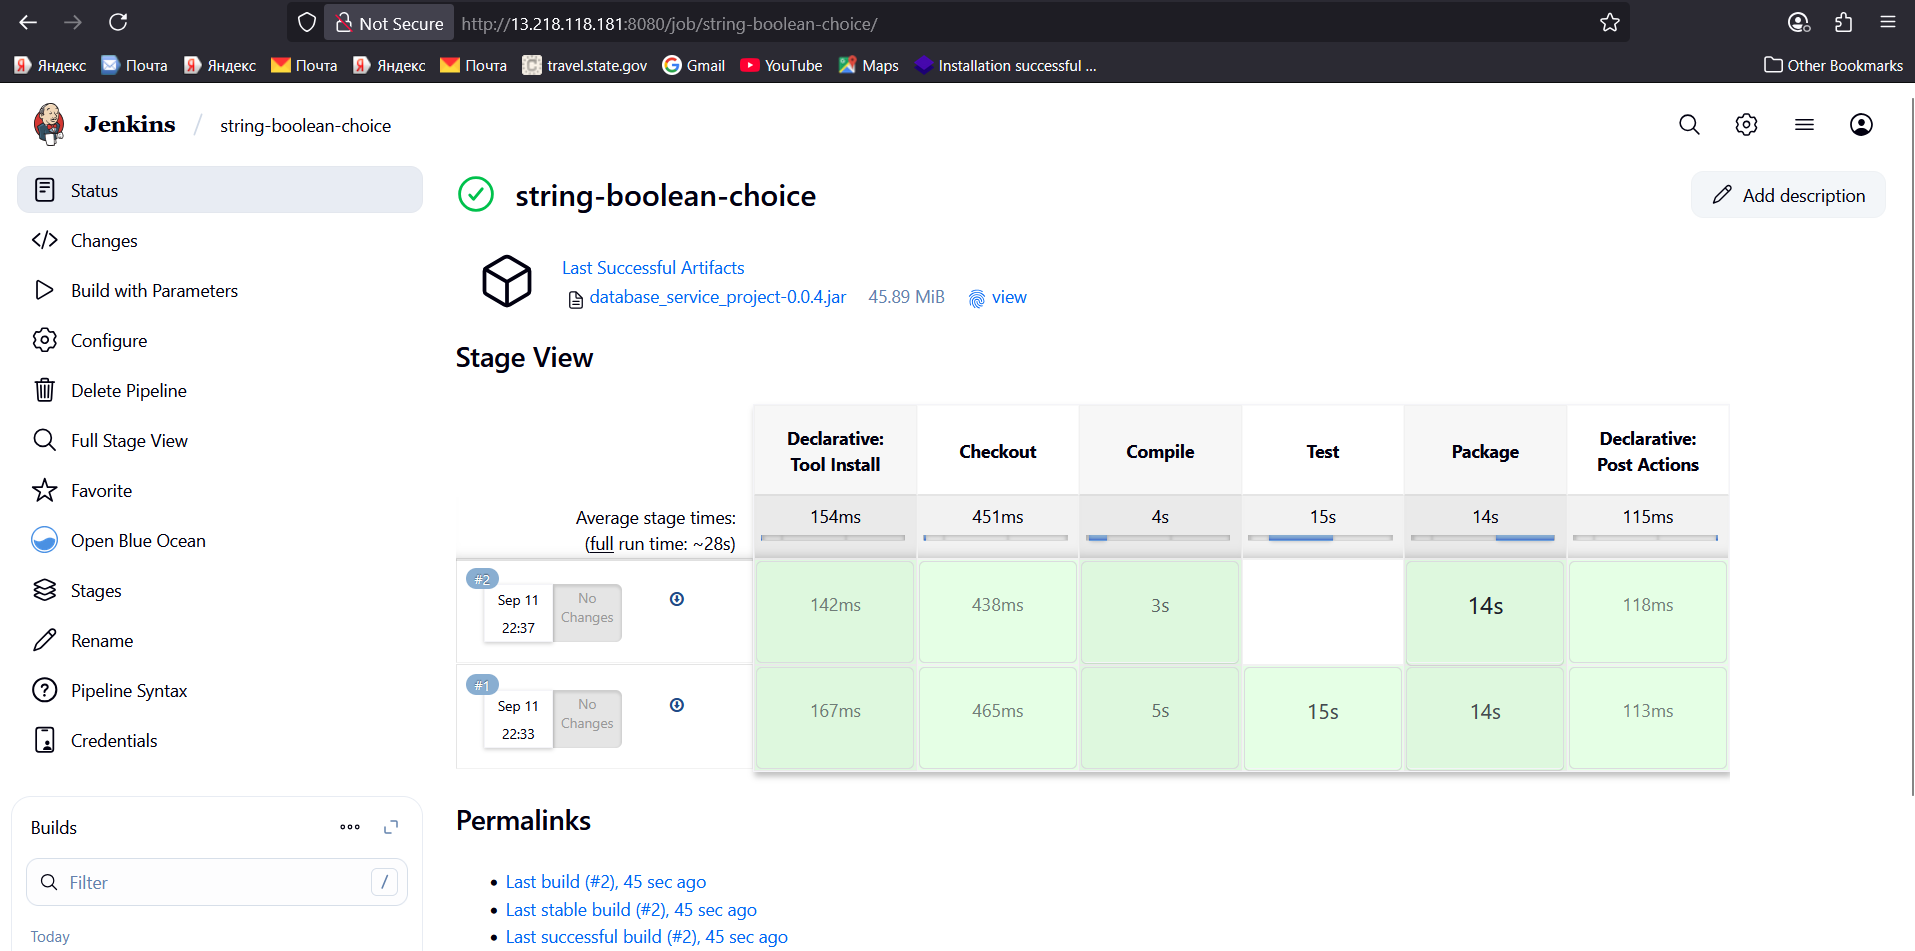 Not Secure
http://13.218.118.181:8080/job/string-boolean-choice/
Яндекс
Почта
Яндекс
Почта
Яндекс
Почта
travel.state.gov
Gmail
YouTube
Maps
Installation successful ...
Other Bookmarks
Jenkins / string-boolean-choice
Status
Changes
Build with Parameters
Configure
Delete Pipeline
Full Stage View
Favorite
Open Blue Ocean
Stages
Rename
Pipeline Syntax
Credentials
Builds
Filter /
Today
string-boolean-choice
Add description
Last Successful Artifacts
database_service_project-0.0.4.jar 45.89 MiB view
Stage View
Declarative:
Tool Install
Checkout
Compile
Test
Package
Declarative:
Post Actions
Average stage times:
(full run time: ~28s)
154ms 451ms 4s 15s 14s 115ms
#2
Sep 11
22:37
No
Changes
142ms 438ms 3s 14s 118ms
#1
Sep 11
22:33
No
Changes
167ms 465ms 5s 15s 14s 113ms
Permalinks
Last build (#2), 45 sec ago
Last stable build (#2), 45 sec ago
Last successful build (#2), 45 sec ago